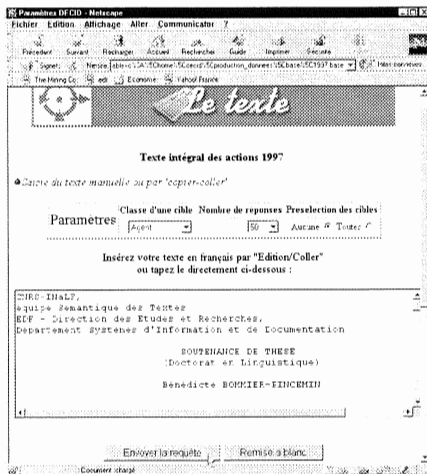 Paramètres DECID - Netscape
Fichier Edition Affichage Aller Communicator ?
Précédent Suivant Recharger Accueil Rechercher Guide Imprimer Sécurité
Signets Netsite
The Mining Co edi Economie Yahoo! France
Le texte
Texte intégral des actions 1997
Saisie du texte manuelle ou par 'copier-coller'
Paramètres
Classe d'une cible Nombre de reponses Preselection des cibles
Agent 50 Aucune Toutes
Insérez votre texte en français par "Edition/Coller"
ou tapez le directement ci-dessous :
CNRS-INaLF,
équipe Sémantique des Textes
EDF - Direction des Etudes et Recherches,
Département Systèmes d'Information et de Documentation
SOUTENANCE DE THESE
(Doctorat en Linguistique)
Bénédicte BOMMIER-PINCEMIN
Envoyer la requête Remise a blanc
Document chargé